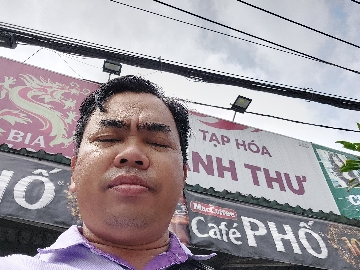 TẠP HÓA
BIA
NH THƯ
PHỐ
MacCoffee
Café PHỐ